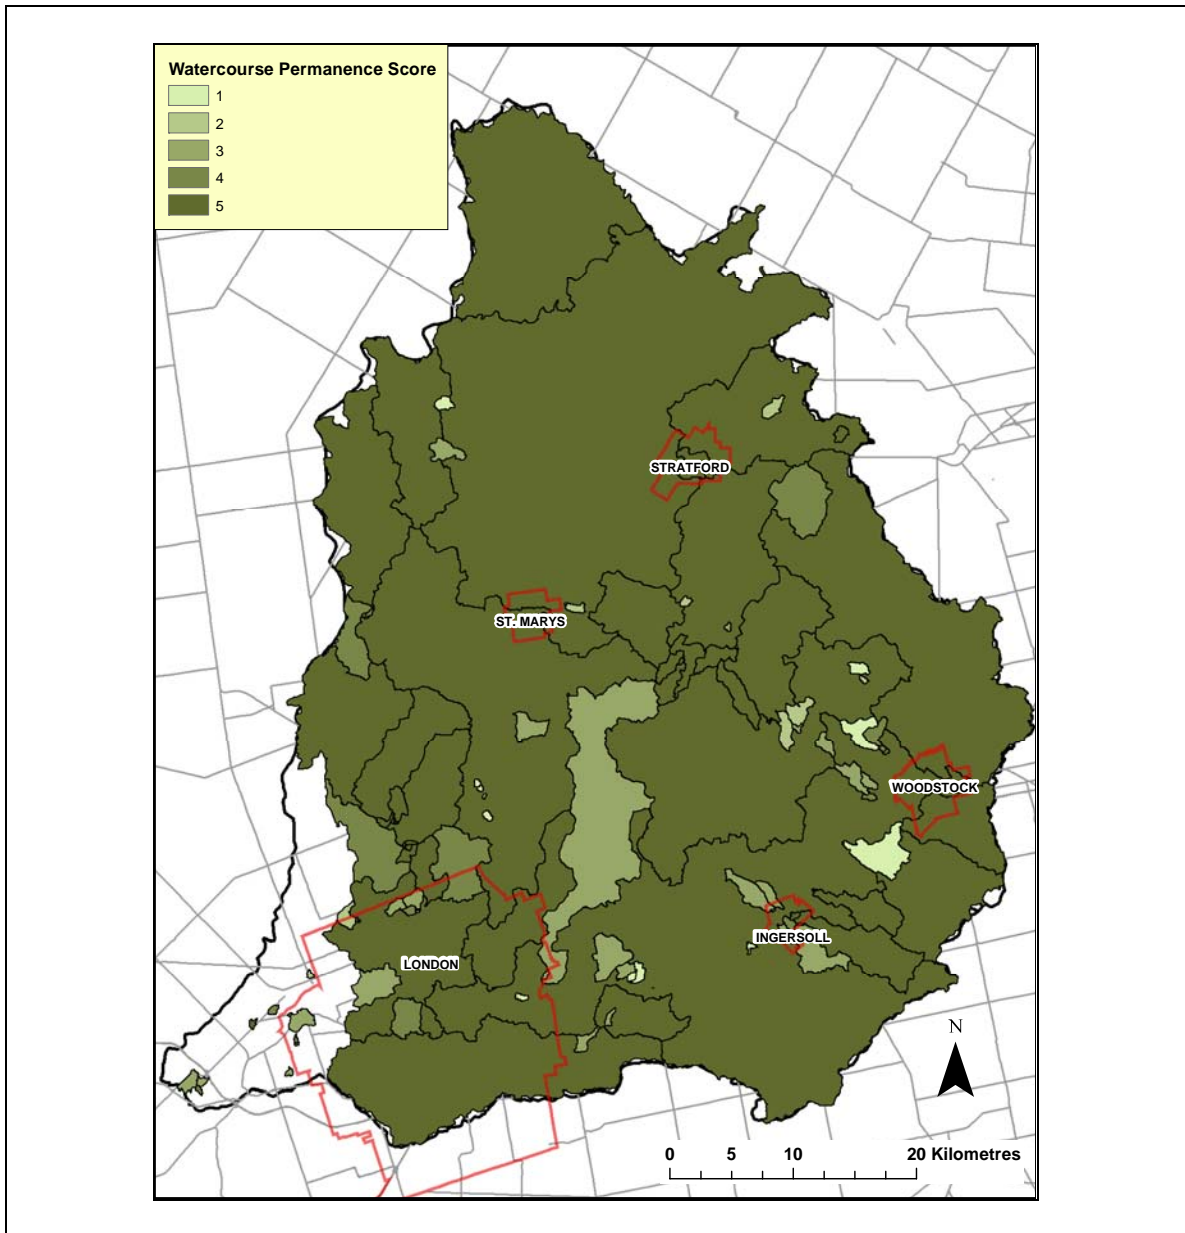 Watercourse Permanence Score
1
2
3
4
5
STRATFORD
ST. MARYS
WOODSTOCK
INGERSOLL
LONDON
N
0 5 10 20 Kilometres